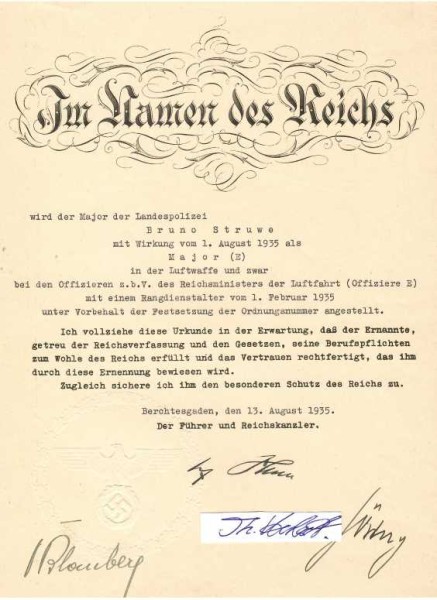 Im Namen des Reichs
wird der Major der Landespolizei
Bruno Struwe
mit Wirkung vom 1. August 1935 als
Major (E)
in der Luftwaffe und zwar
bei den Offizieren z.b.V. des Reichsministers der Luftfahrt (Offiziere E)
mit einem Rangdienstalter vom 1. Februar 1935
unter Vorbehalt der Festsetzung der Ordnungsnummer angestellt.
Ich vollziehe diese Urkunde in der Erwartung, daß der Ernannte,
getreu der Reichsverfassung und den Gesetzen, seine Berufspflichten
zum Wohle des Reichs erfüllt und das Vertrauen rechtfertigt, das ihm
durch diese Ernennung bewiesen wird.
Zugleich sichere ich ihm den besonderen Schutz des Reichs zu.
Berchtesgaden, den 13. August 1935.
Der Führer und Reichskanzler.
Th.
Göring
Blomberg